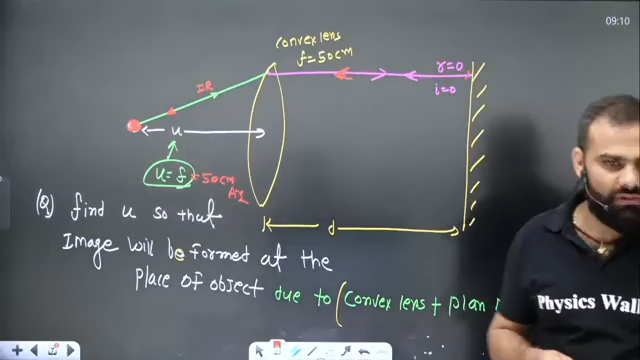 09:10
Convex lens
f=50cm
IR
r=0
i=0
u
u=f = 50cm
Ans
d
(Q) find u so that
Image will be formed at the
Place of object due to (Convex lens + plan
Physics Wall